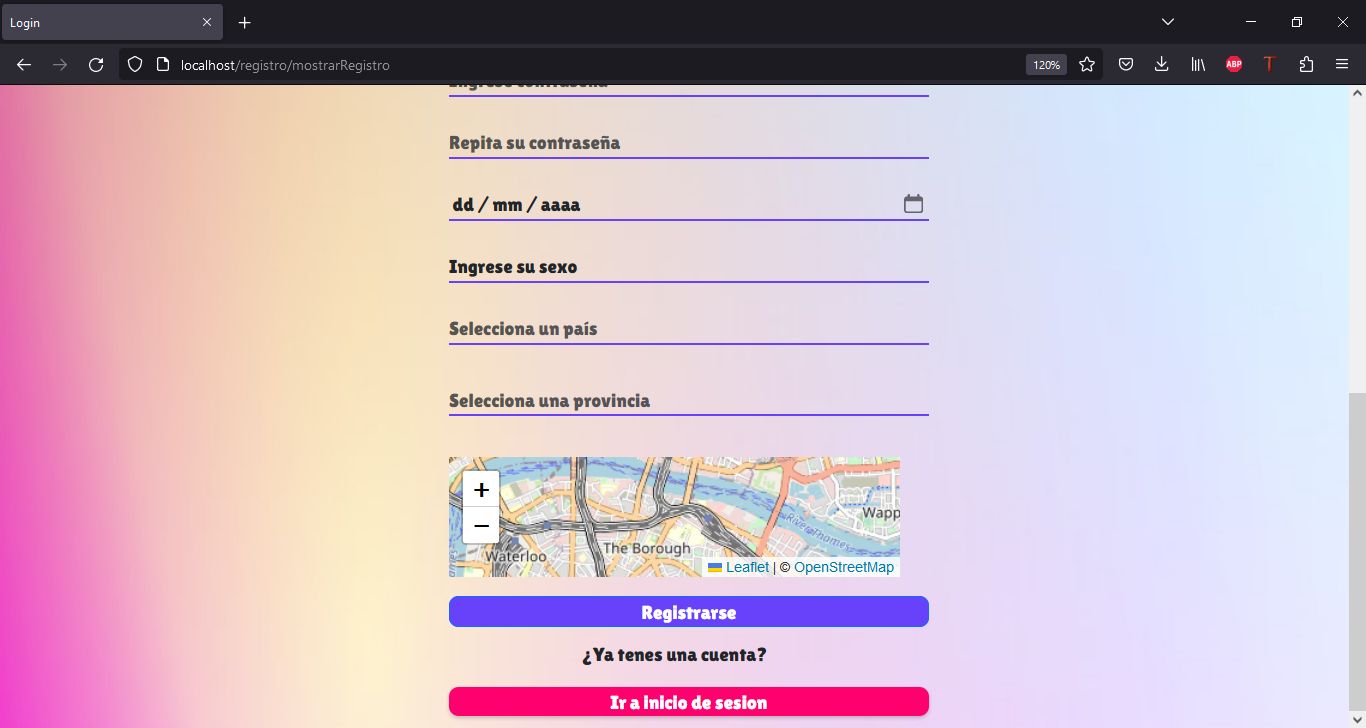 Login
localhost/registro/mostrarRegistro
120%
ABP
T
Ingrese contraseña
Repita su contraseña
dd / mm / aaaa
Ingrese su sexo
Selecciona un país
Selecciona una provincia
+
−
Wapp
River Thames
The Borough
Waterloo
Leaflet | © OpenStreetMap
Registrarse
¿Ya tenes una cuenta?
Ir a inicio de sesion